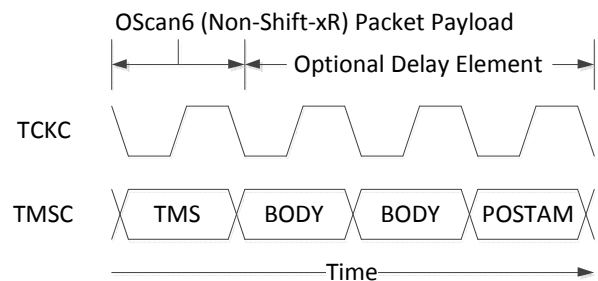 OScan6 (Non-Shift-xR) Packet Payload
Optional Delay Element
TCKC
TMSC TMS BODY BODY POSTAM
Time